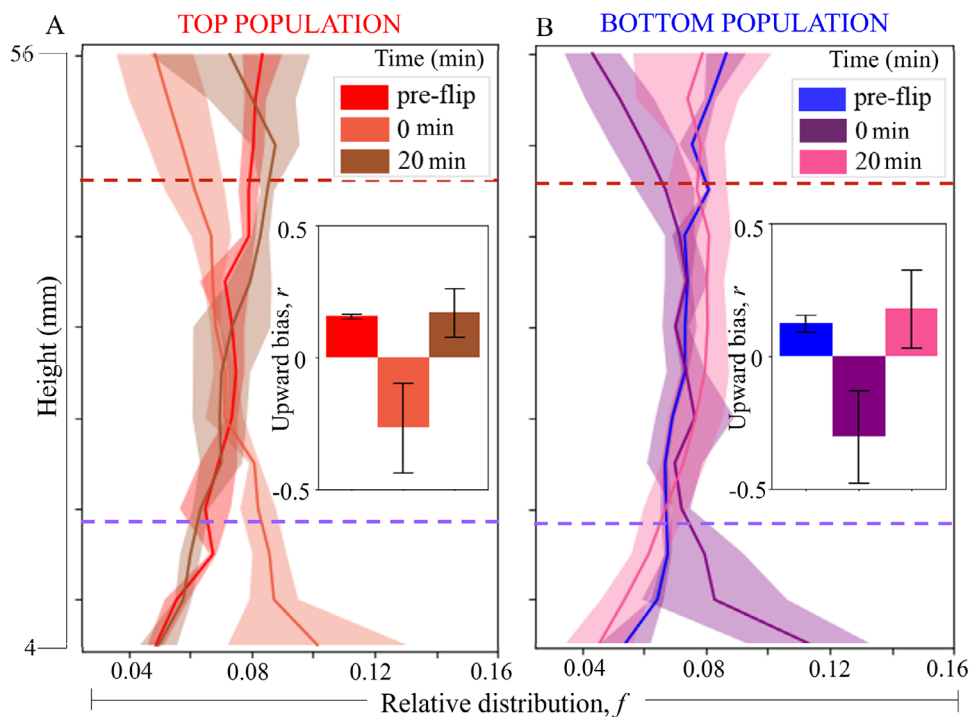 A
TOP POPULATION
B
BOTTOM POPULATION
56
Height (mm)
4
Time (min)
pre-flip
0 min
20 min
0.5
0
-0.5
Upward bias, r
0.04
0.08
0.12
0.16
Time (min)
pre-flip
0 min
20 min
0.5
0
-0.5
Upward bias, r
0.04
0.08
0.12
0.16
Relative distribution, f